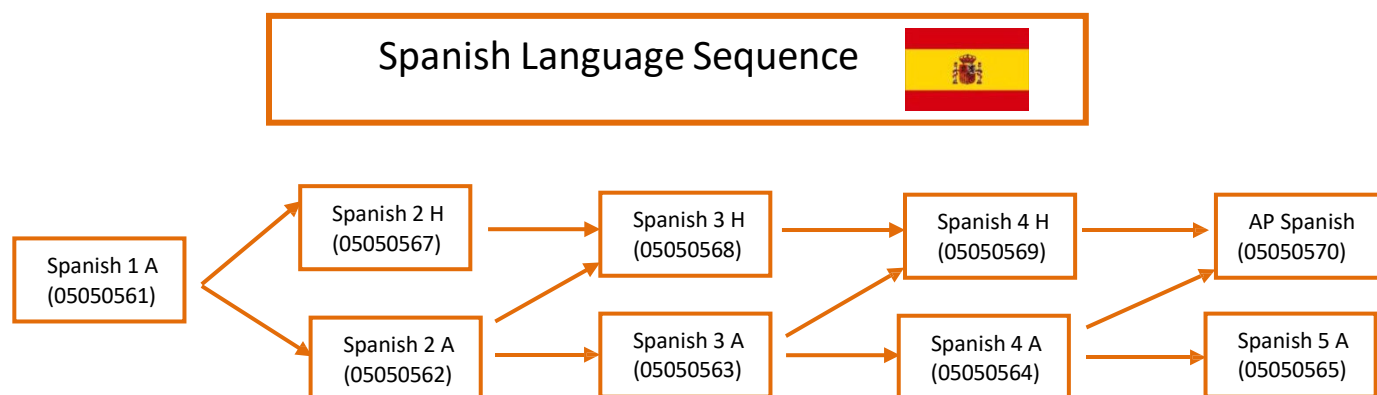 Spanish Language Sequence
Spanish 1 A
(05050561)
Spanish 2 H
(05050567)
Spanish 2 A
(05050562)
Spanish 3 H
(05050568)
Spanish 3 A
(05050563)
Spanish 4 H
(05050569)
Spanish 4 A
(05050564)
AP Spanish
(05050570)
Spanish 5 A
(05050565)